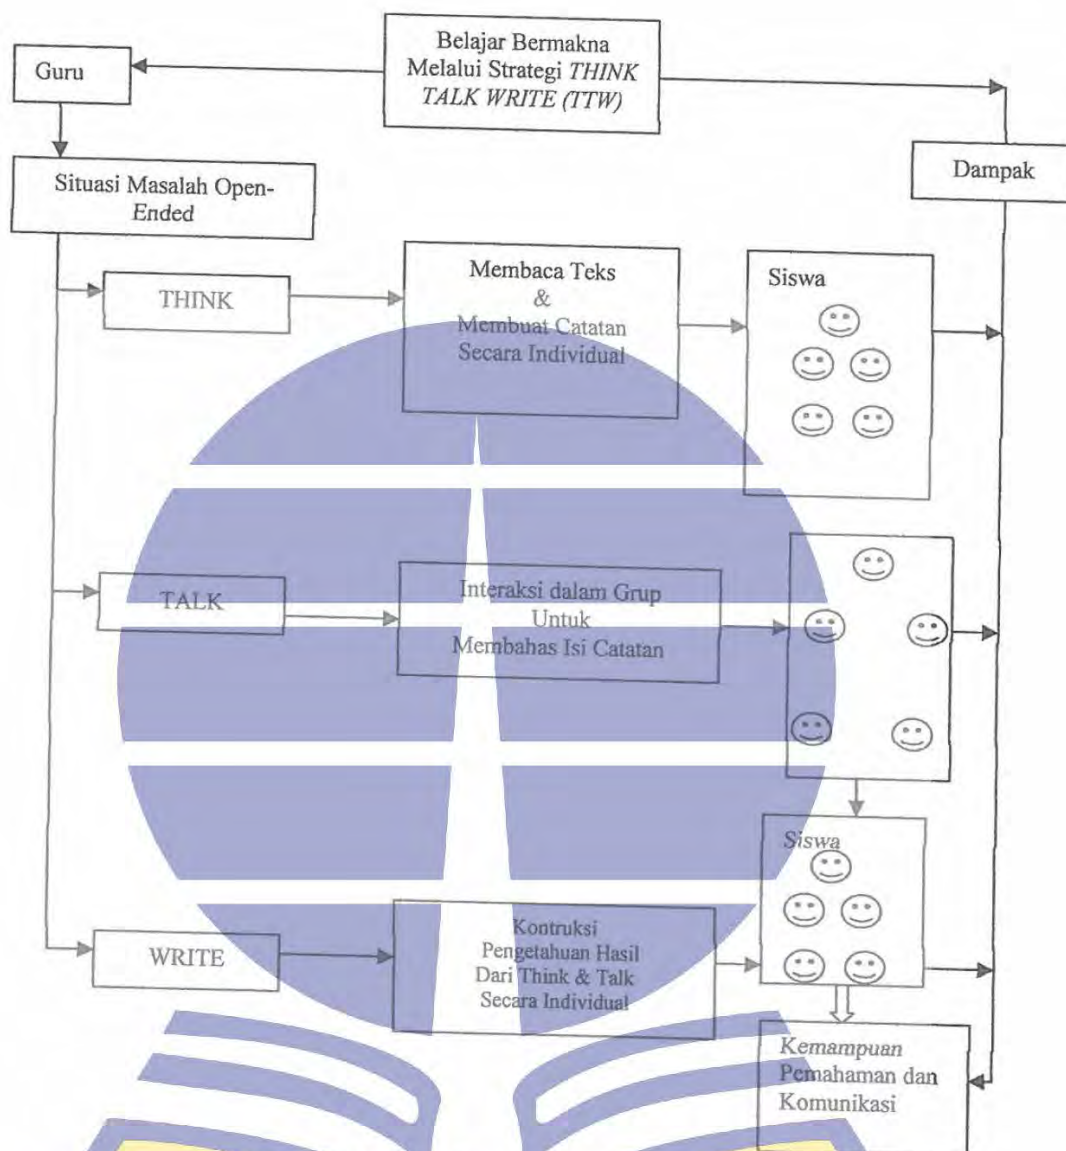 Belajar Bermakna
Melalui Strategi THINK
TALK WRITE (TTW)
Guru
Dampak
Situasi Masalah Open-
Ended
THINK
Membaca Teks
&
Membuat Catatan
Secara Individual
Siswa
TALK
Interaksi dalam Grup
Untuk
Membahas Isi Catatan
Siswa
WRITE
Kontruksi
Pengetahuan Hasil
Dari Think & Talk
Secara Individual
Kemampuan
Pemahaman dan
Komunikasi